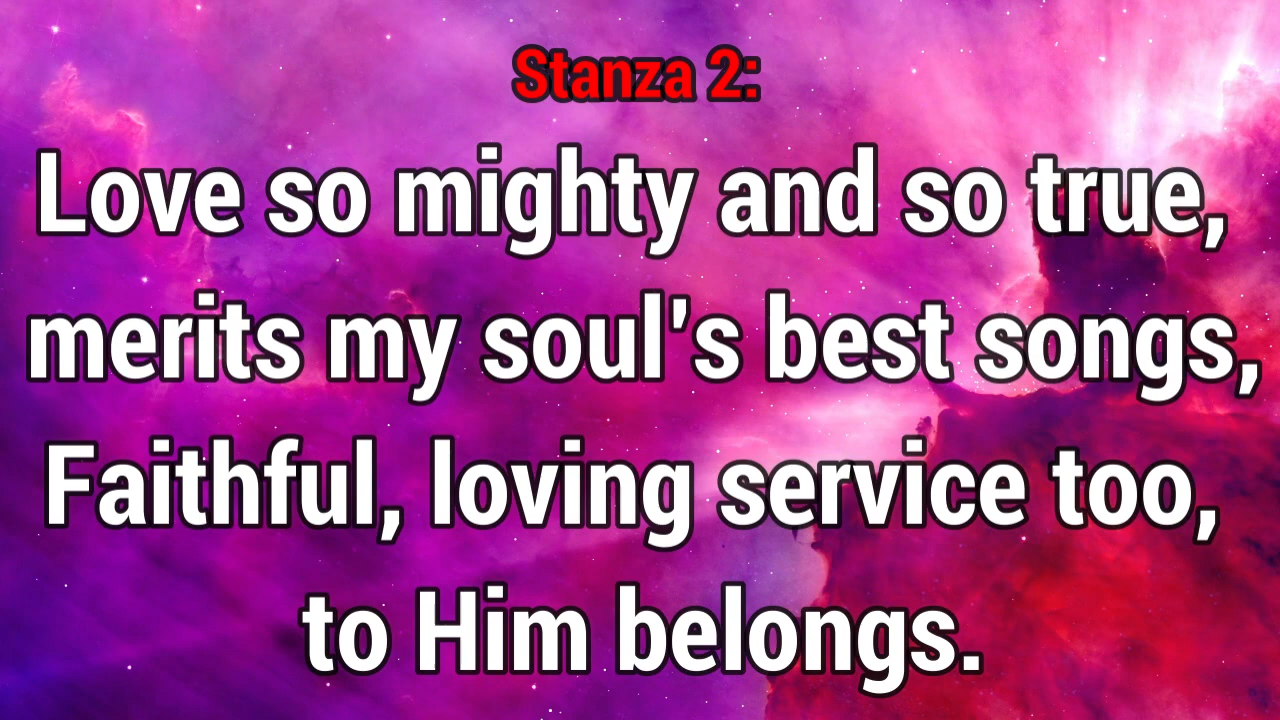 Stanza 2:
Love so mighty and so true,
merits my soul's best songs,
Faithful, loving service too,
to Him belongs.